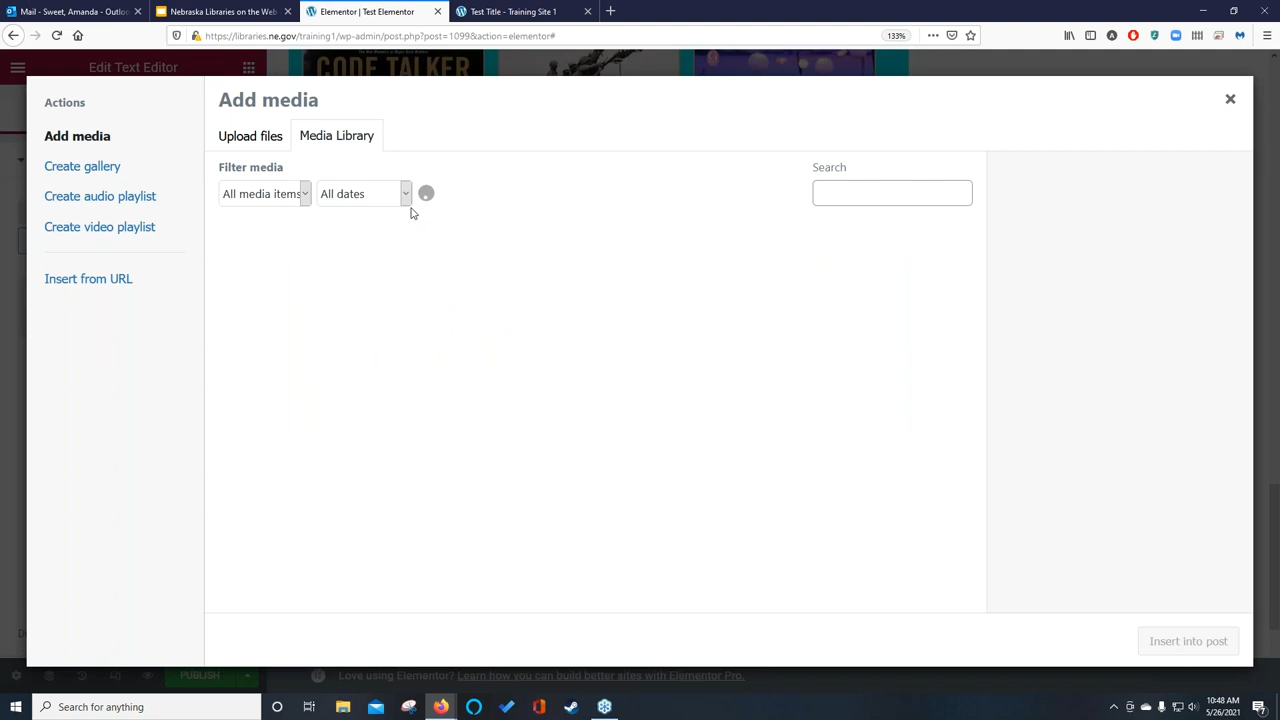 Mail - Sweet, Amanda - Outlo
Nebraska Libraries on the Web
Elementor | Test Elementor
Test Title - Training Site 1
https://libraries.ne.gov/training1/wp-admin/post.php?post=1099&action=elementor#
133%
Edit Text Editor
CODE TALKER
Actions
Add media
Create gallery
Create audio playlist
Create video playlist
Insert from URL
Add media
Upload files
Media Library
Filter media
Search
All media items
All dates
Insert into post
PUBLISH
Love using Elementor? Learn how you can build better sites with Elementor Pro.
Search for anything
10:48 AM
5/26/2021